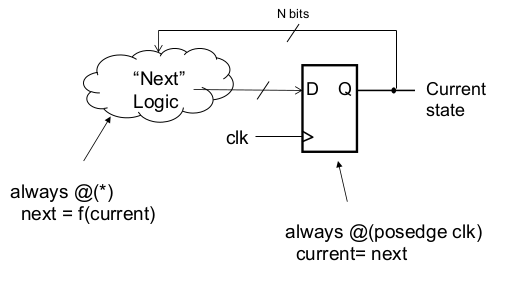 N bits
“Next”
Logic
D Q
Current
state
clk
always @(*)
next = f(current)
always @(posedge clk)
current= next